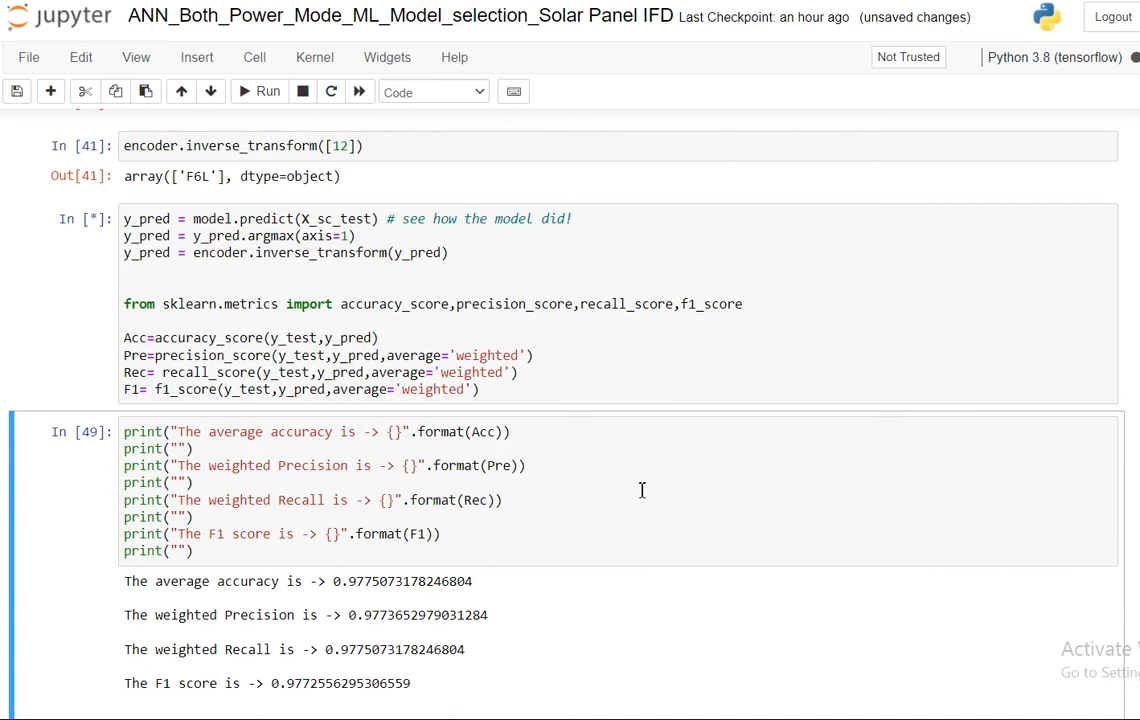 jupyter ANN_Both_Power_Mode_ML_Model_selection_Solar Panel IFD Last Checkpoint: an hour ago (unsaved changes) Logout
File Edit View Insert Cell Kernel Widgets Help Not Trusted Python 3.8 (tensorflow)
Run Code
In [41]: encoder.inverse_transform([12])
Out[41]: array(['F6L'], dtype=object)
In [*]: y_pred = model.predict(X_sc_test) # see how the model did!
y_pred = y_pred.argmax(axis=1)
y_pred = encoder.inverse_transform(y_pred)
from sklearn.metrics import accuracy_score,precision_score,recall_score,f1_score
Acc=accuracy_score(y_test,y_pred)
Pre=precision_score(y_test,y_pred,average='weighted')
Rec= recall_score(y_test,y_pred,average='weighted')
F1= f1_score(y_test,y_pred,average='weighted')
In [49]: print("The average accuracy is -> {}".format(Acc))
print("")
print("The weighted Precision is -> {}".format(Pre))
print("")
print("The weighted Recall is -> {}".format(Rec))
print("")
print("The F1 score is -> {}".format(F1))
print("")
The average accuracy is -> 0.9775073178246804
The weighted Precision is -> 0.9773652979031284
The weighted Recall is -> 0.9775073178246804
The F1 score is -> 0.9772556295306559
Activate
Go to Settin